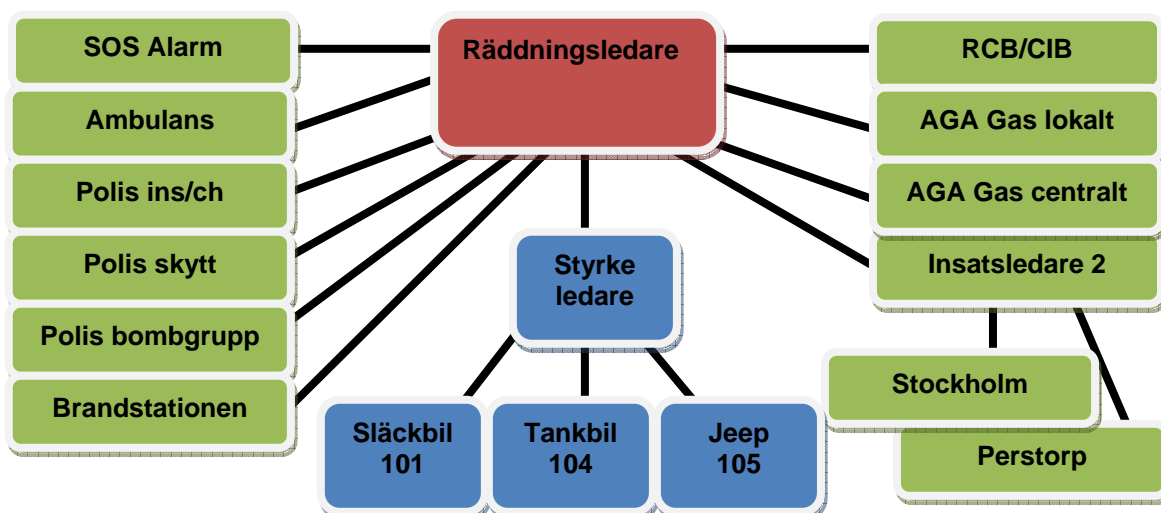 SOS Alarm
Räddningsledare
RCB/CIB
Ambulans
AGA Gas lokalt
Polis ins/ch
AGA Gas centralt
Polis skytt
Styrke
ledare
Insatsledare 2
Polis bombgrupp
Brandstationen
Stockholm
Släckbil
101
Tankbil
104
Jeep
105
Perstorp